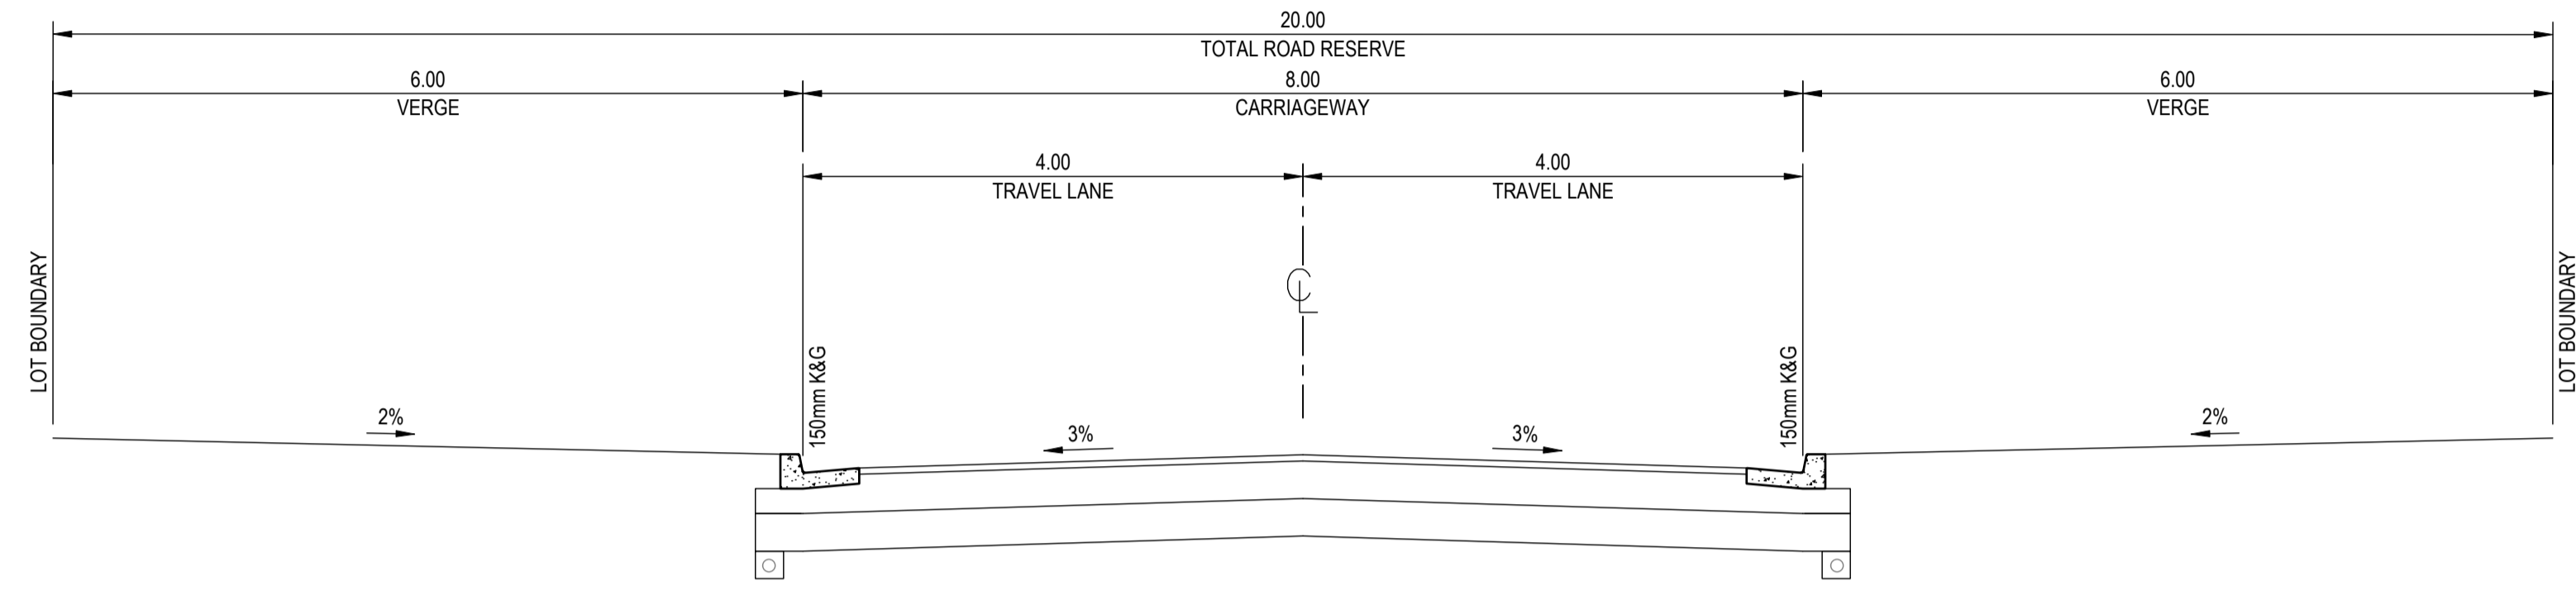 20.00
TOTAL ROAD RESERVE
6.00
VERGE
8.00
CARRIAGEWAY
6.00
VERGE
4.00
TRAVEL LANE
4.00
TRAVEL LANE
LOT BOUNDARY
CL
LOT BOUNDARY
150mm K&G
150mm K&G
2%
3%
3%
2%